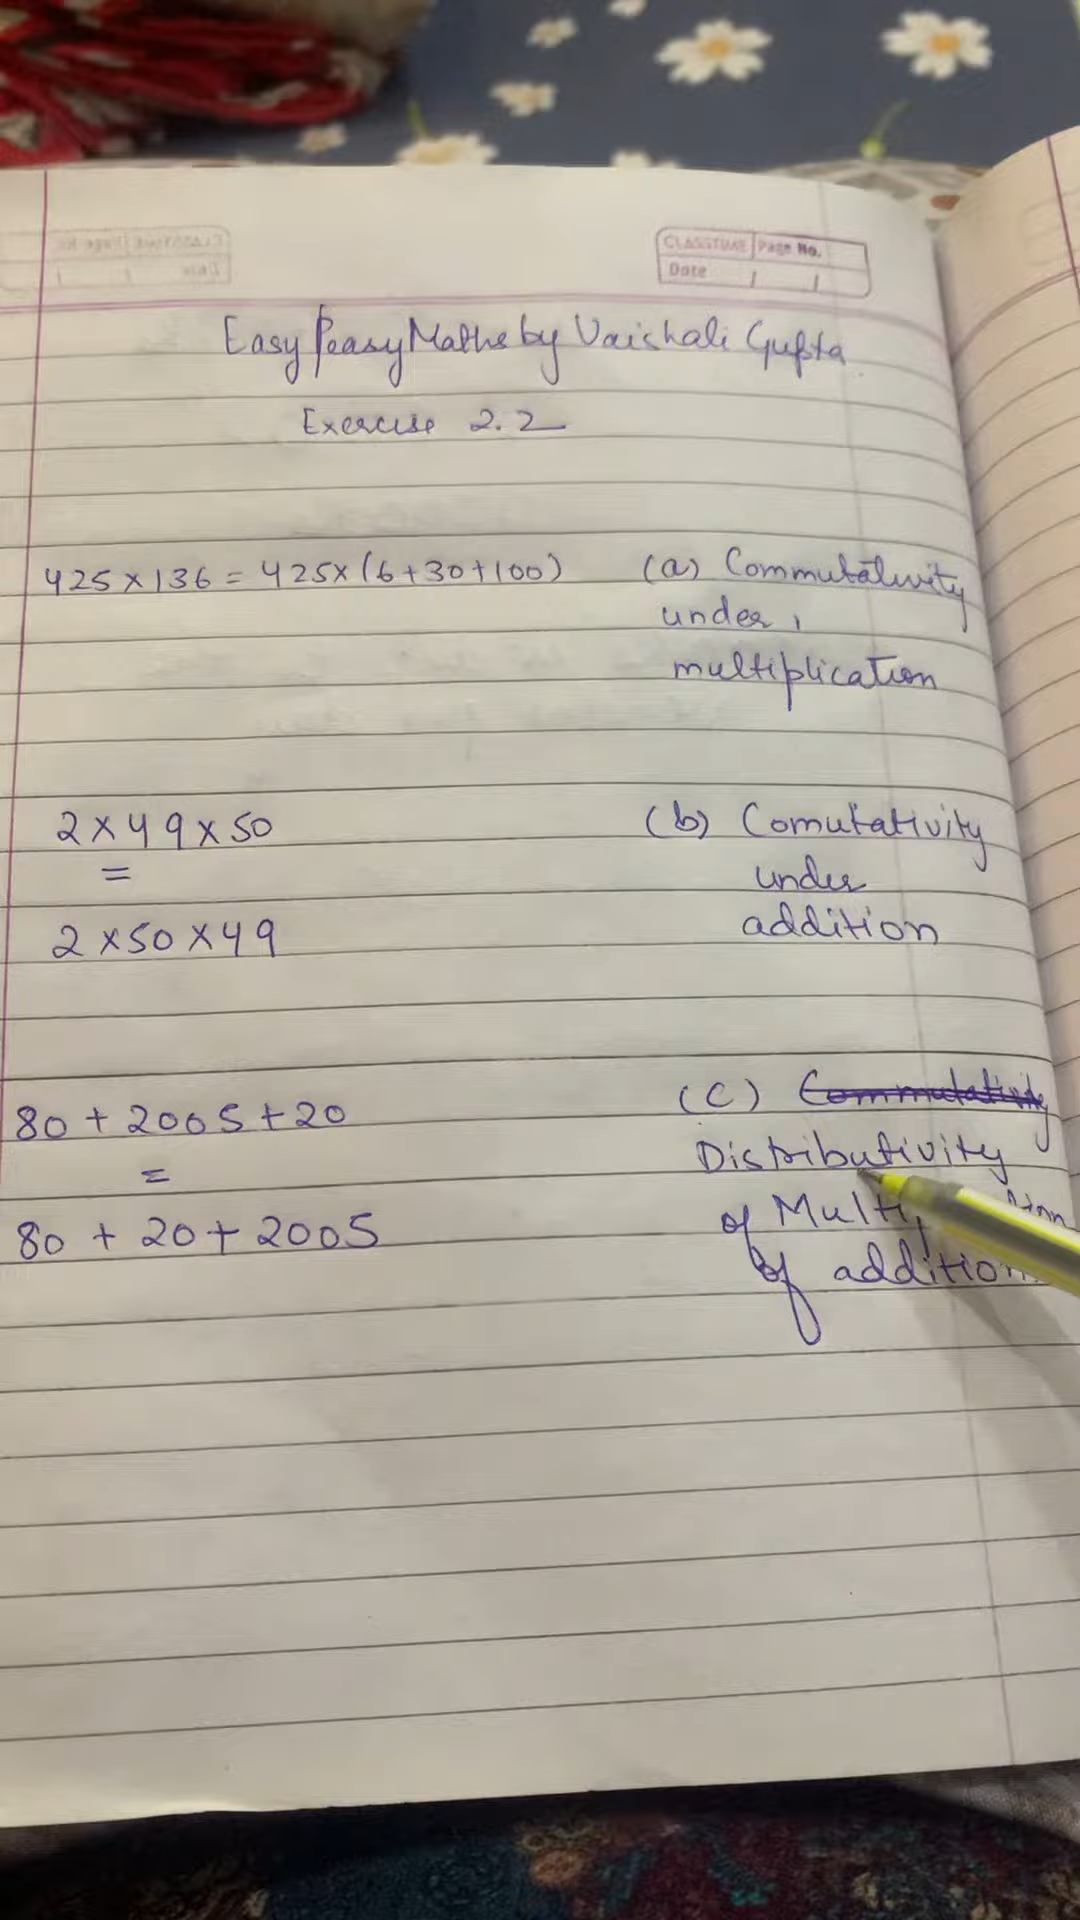 CLASSTIME Page No.
Date
Easy Peasy Maths by Vaishali Gupta
Exercise 2.2
425 × 136 = 425 × (6 + 30 + 100) (a) Commutativity
under
multiplication
2 × 49 × 50 (b) Comutativity
= under
2 × 50 × 49 addition
80 + 2005 + 20 (c) Commutativity
= Distributivity
80 + 20 + 2005 of
of addition